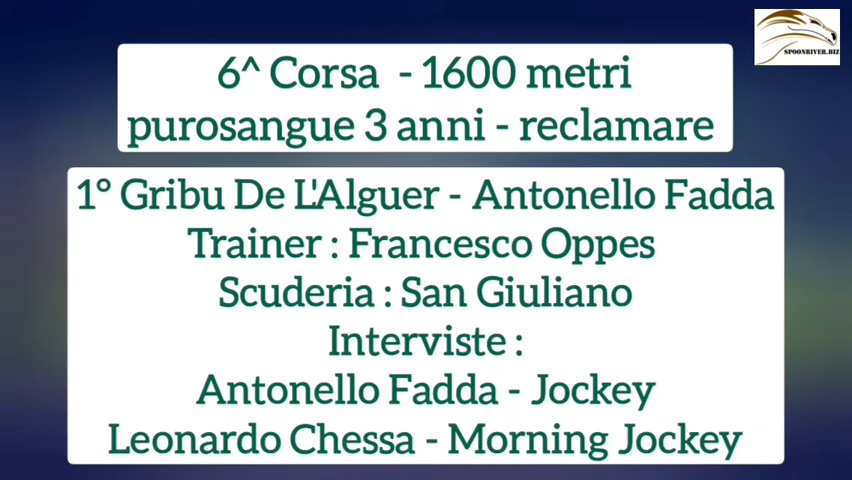 SPOONRIVER.BIZ
6^ Corsa - 1600 metri
purosangue 3 anni - reclamare
1° Gribu De L'Alguer - Antonello Fadda
Trainer : Francesco Oppes
Scuderia : San Giuliano
Interviste :
Antonello Fadda - Jockey
Leonardo Chessa - Morning Jockey